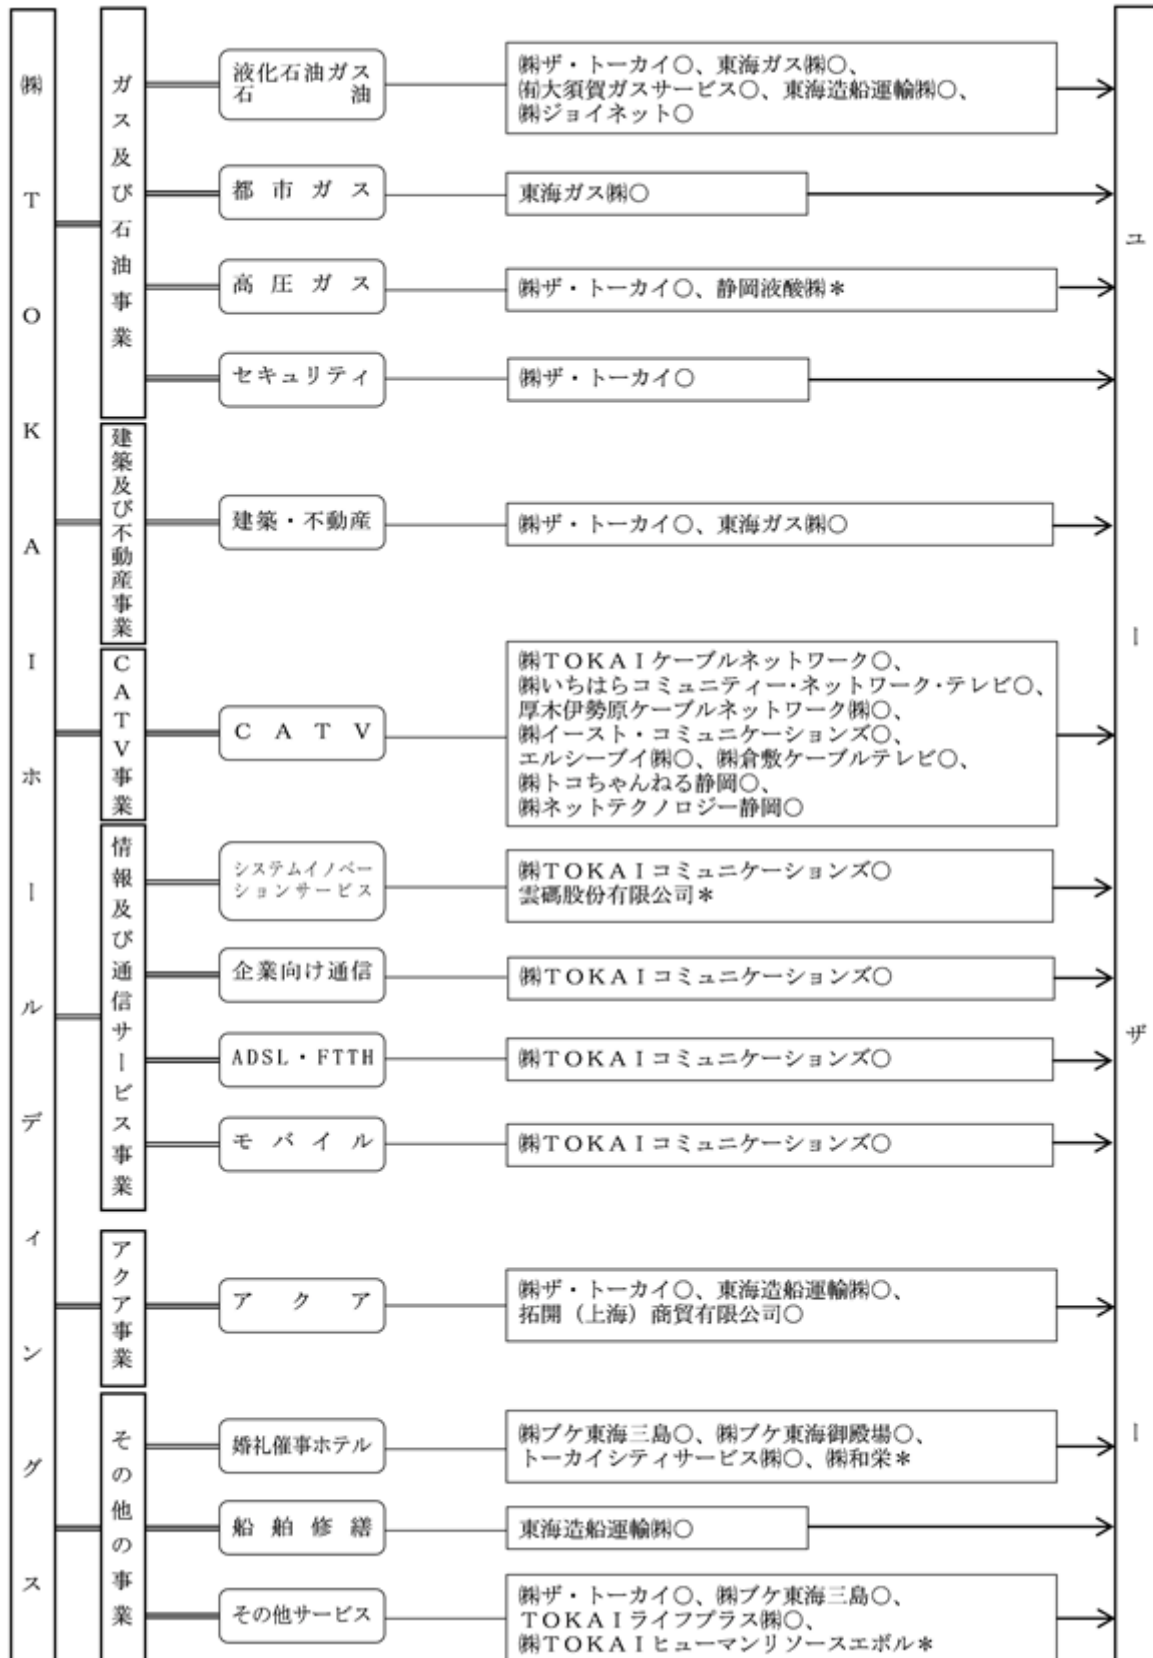 ㈱TOKAIホールディングス
ガス及び石油事業
液化石油ガス
石油
㈱ザ・トーカイ○、東海ガス㈱○、
㈲大須賀ガスサービス○、東海造船運輸㈱○、
㈱ジョイネット○
都市ガス
東海ガス㈱○
高圧ガス
㈱ザ・トーカイ○、静岡液酸㈱＊
セキュリティ
㈱ザ・トーカイ○
建築及び不動産事業
建築・不動産
㈱ザ・トーカイ○、東海ガス㈱○
CATV事業
CATV
㈱TOKAIケーブルネットワーク○、
㈱いちはらコミュニティー・ネットワーク・テレビ○、
厚木伊勢原ケーブルネットワーク㈱○、
㈱イースト・コミュニケーションズ○、
エルシーブイ㈱○、㈱倉敷ケーブルテレビ○、
㈱トコちゃんねる静岡○、
㈱ネットテクノロジー静岡○
情報及び通信サービス事業
システムイノベー
ションサービス
㈱TOKAIコミュニケーションズ○
雲碼股份有限公司＊
企業向け通信
㈱TOKAIコミュニケーションズ○
ADSL・FTTH
㈱TOKAIコミュニケーションズ○
モバイル
㈱TOKAIコミュニケーションズ○
アクア事業
アクア
㈱ザ・トーカイ○、東海造船運輸㈱○、
拓開（上海）商貿有限公司○
その他の事業
婚礼催事ホテル
㈱ブケ東海三島○、㈱ブケ東海御殿場○、
トーカイシティサービス㈱○、㈱和栄＊
船舶修繕
東海造船運輸㈱○
その他サービス
㈱ザ・トーカイ○、㈱ブケ東海三島○、
TOKAIライフプラス㈱○、
㈱TOKAIヒューマンリソースエボル＊
ユーザー